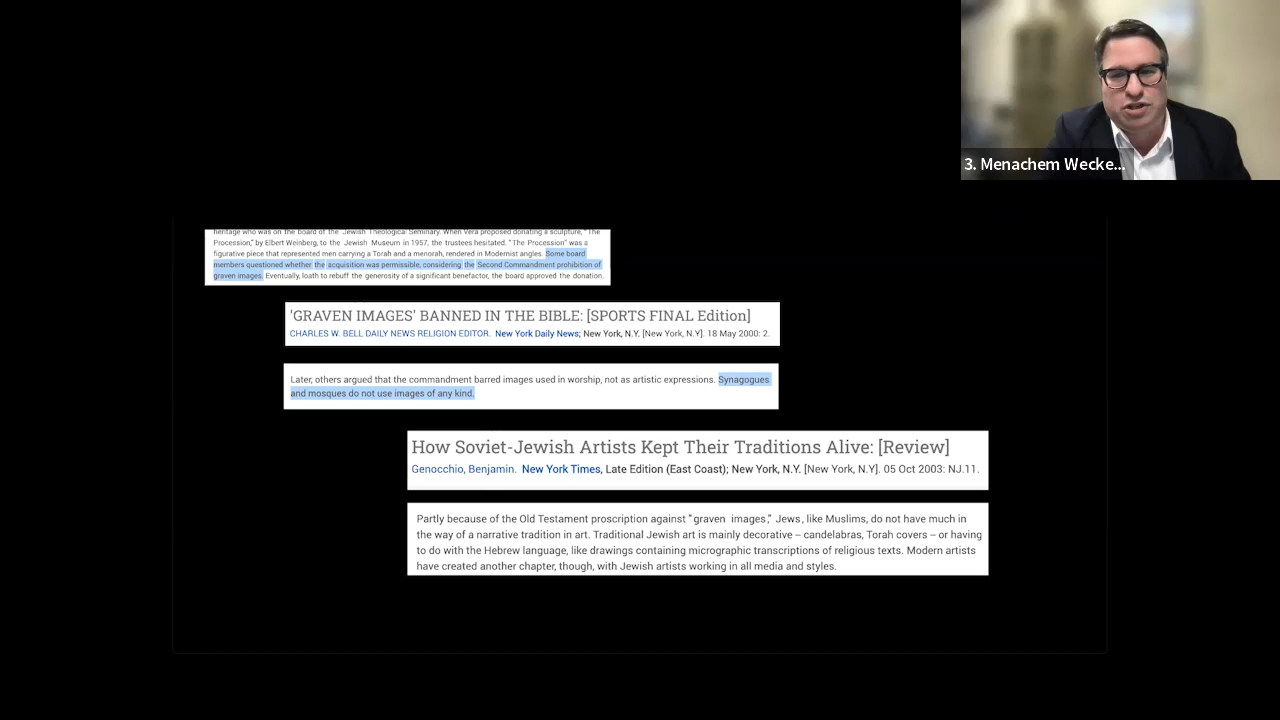 3. Menachem Wecke...
heritage who was on the board of the Jewish Theological Seminary. When Vera proposed donating a sculpture, "The
Procession," by Elbert Weinberg, to the Jewish Museum in 1957, the trustees hesitated. "The Procession" was a
figurative piece that represented men carrying a Torah and a menorah, rendered in Modernist angles. Some board
members questioned whether the acquisition was permissible, considering the Second Commandment prohibition of
graven images. Eventually, loath to rebuff the generosity of a significant benefactor, the board approved the donation.
'GRAVEN IMAGES' BANNED IN THE BIBLE: [SPORTS FINAL Edition]
CHARLES W. BELL DAILY NEWS RELIGION EDITOR. New York Daily News; New York, N.Y. [New York, N.Y]. 18 May 2000: 2.
Later, others argued that the commandment barred images used in worship, not as artistic expressions. Synagogues
and mosques do not use images of any kind.
How Soviet-Jewish Artists Kept Their Traditions Alive: [Review]
Genocchio, Benjamin. New York Times, Late Edition (East Coast); New York, N.Y. [New York, N.Y]. 05 Oct 2003: NJ.11.
Partly because of the Old Testament proscription against "graven images," Jews, like Muslims, do not have much in
the way of a narrative tradition in art. Traditional Jewish art is mainly decorative -- candelabras, Torah covers -- or having
to do with the Hebrew language, like drawings containing micrographic transcriptions of religious texts. Modern artists
have created another chapter, though, with Jewish artists working in all media and styles.